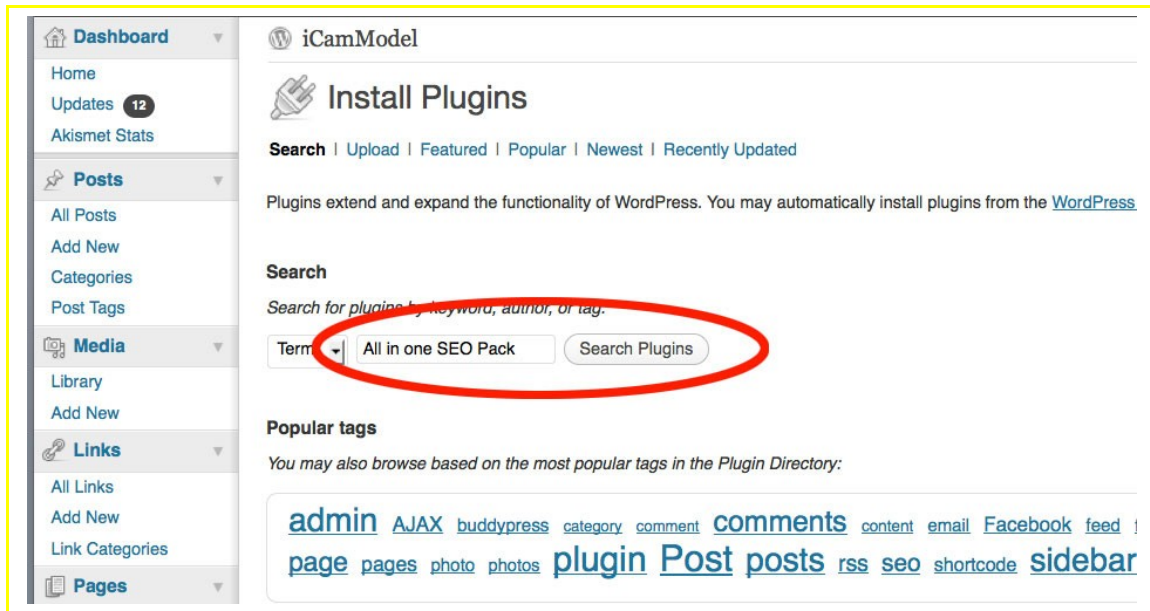 Dashboard
Home
Updates 12
Akismet Stats
Posts
All Posts
Add New
Categories
Post Tags
Media
Library
Add New
Links
All Links
Add New
Link Categories
Pages
iCamModel
Install Plugins
Search | Upload | Featured | Popular | Newest | Recently Updated
Plugins extend and expand the functionality of WordPress. You may automatically install plugins from the WordPress
Search
Search for plugins by keyword, author, or tag.
Term All in one SEO Pack Search Plugins
Popular tags
You may also browse based on the most popular tags in the Plugin Directory:
admin AJAX buddypress category comment comments content email Facebook feed
page pages photo photos plugin Post posts rss seo shortcode sidebar